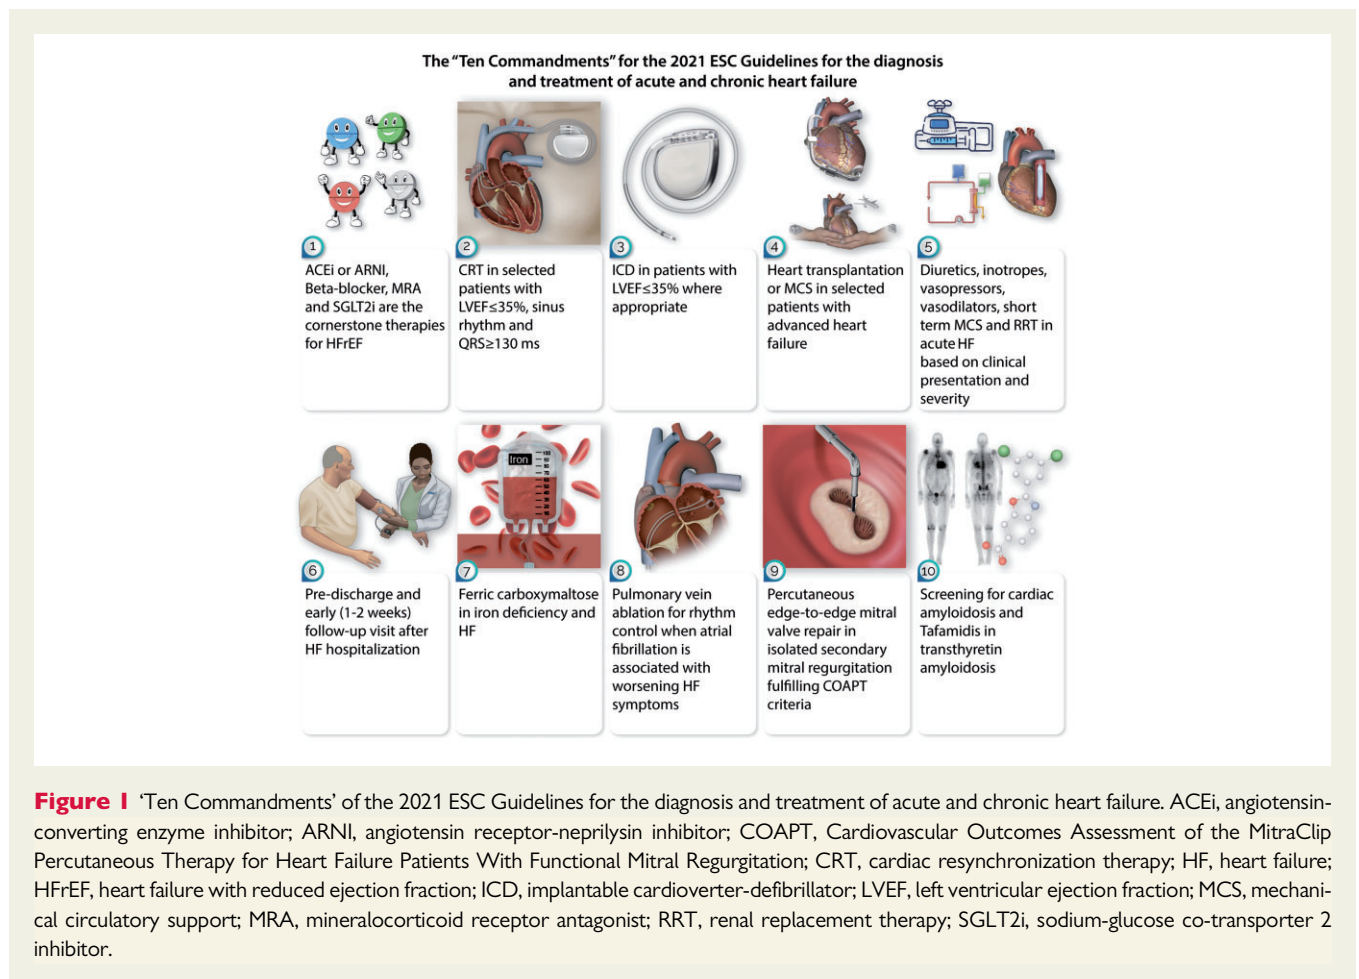 The “Ten Commandments” for the 2021 ESC Guidelines for the diagnosis
and treatment of acute and chronic heart failure
1
ACEi or ARNI,
Beta-blocker, MRA
and SGLT2i are the
cornerstone therapies
for HFrEF
2
CRT in selected
patients with
LVEF≤35%, sinus
rhythm and
QRS≥130 ms
3
ICD in patients with
LVEF≤35% where
appropriate
4
Heart transplantation
or MCS in selected
patients with
advanced heart
failure
5
Diuretics, inotropes,
vasopressors,
vasodilators, short
term MCS and RRT in
acute HF
based on clinical
presentation and
severity
6
Pre-discharge and
early (1-2 weeks)
follow-up visit after
HF hospitalization
Iron
7
Ferric carboxymaltose
in iron deficiency and
HF
8
Pulmonary vein
ablation for rhythm
control when atrial
fibrillation is
associated with
worsening HF
symptoms
9
Percutaneous
edge-to-edge mitral
valve repair in
isolated secondary
mitral regurgitation
fulfilling COAPT
criteria
10
Screening for cardiac
amyloidosis and
Tafamidis in
transthyretin
amyloidosis
Figure 1 ‘Ten Commandments’ of the 2021 ESC Guidelines for the diagnosis and treatment of acute and chronic heart failure. ACEi, angiotensin-
converting enzyme inhibitor; ARNI, angiotensin receptor-neprilysin inhibitor; COAPT, Cardiovascular Outcomes Assessment of the MitraClip
Percutaneous Therapy for Heart Failure Patients With Functional Mitral Regurgitation; CRT, cardiac resynchronization therapy; HF, heart failure;
HFrEF, heart failure with reduced ejection fraction; ICD, implantable cardioverter-defibrillator; LVEF, left ventricular ejection fraction; MCS, mechani-
cal circulatory support; MRA, mineralocorticoid receptor antagonist; RRT, renal replacement therapy; SGLT2i, sodium-glucose co-transporter 2
inhibitor.